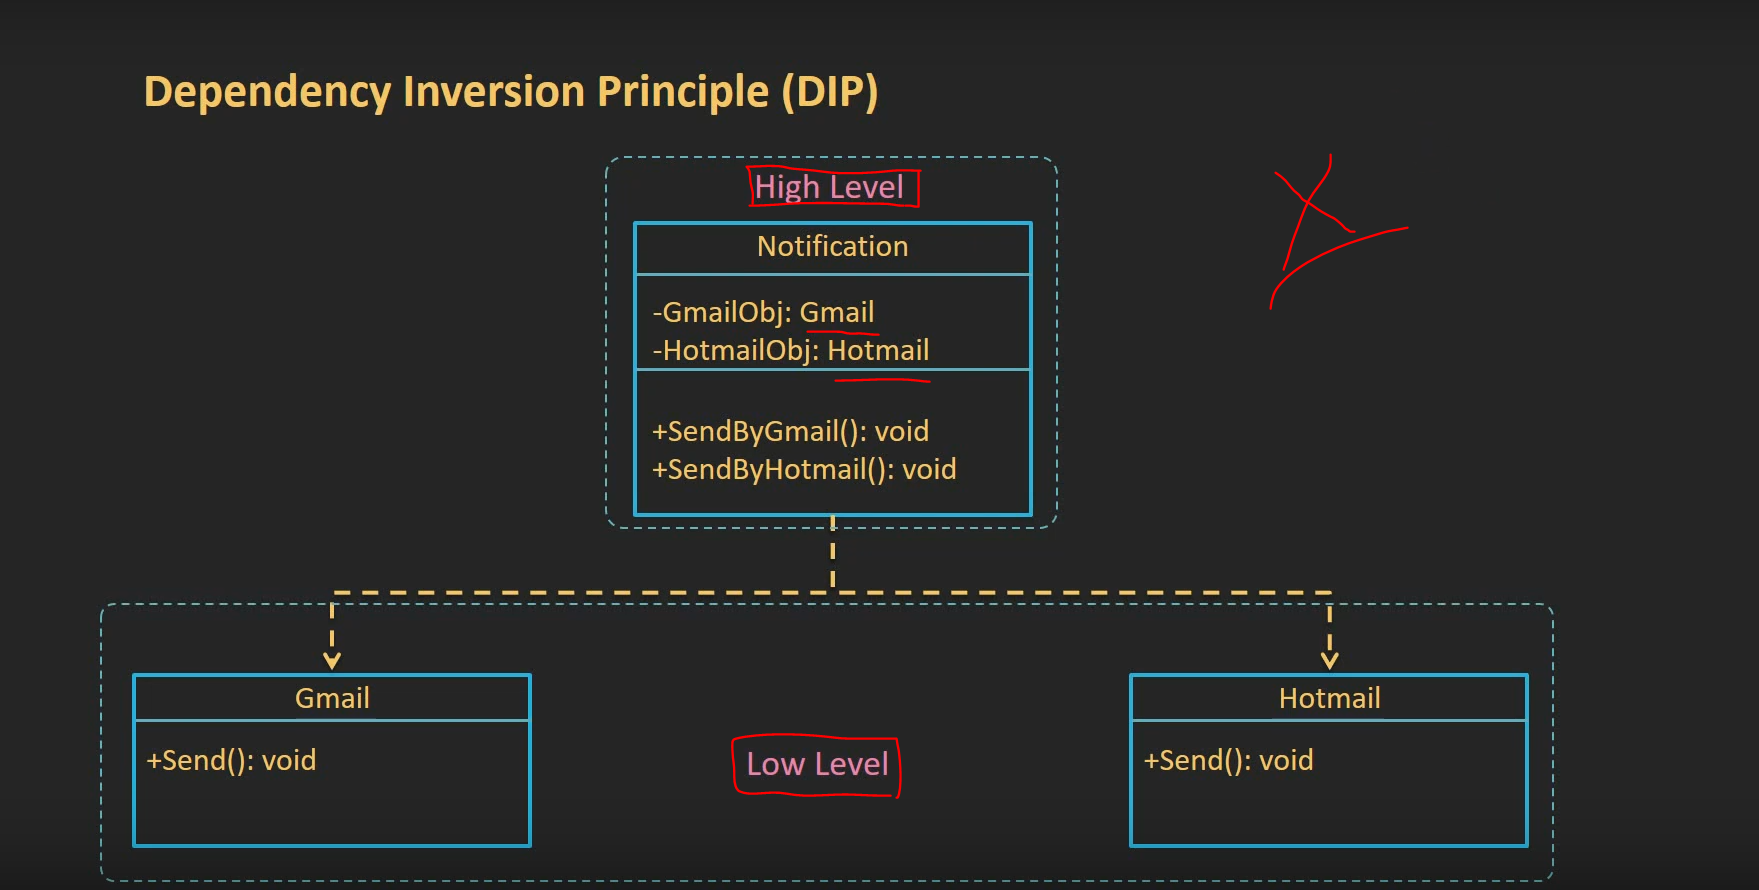 Dependency Inversion Principle (DIP)
High Level
Notification
-GmailObj: Gmail
-HotmailObj: Hotmail
+SendByGmail(): void
+SendByHotmail(): void
Gmail
+Send(): void
Low Level
Hotmail
+Send(): void